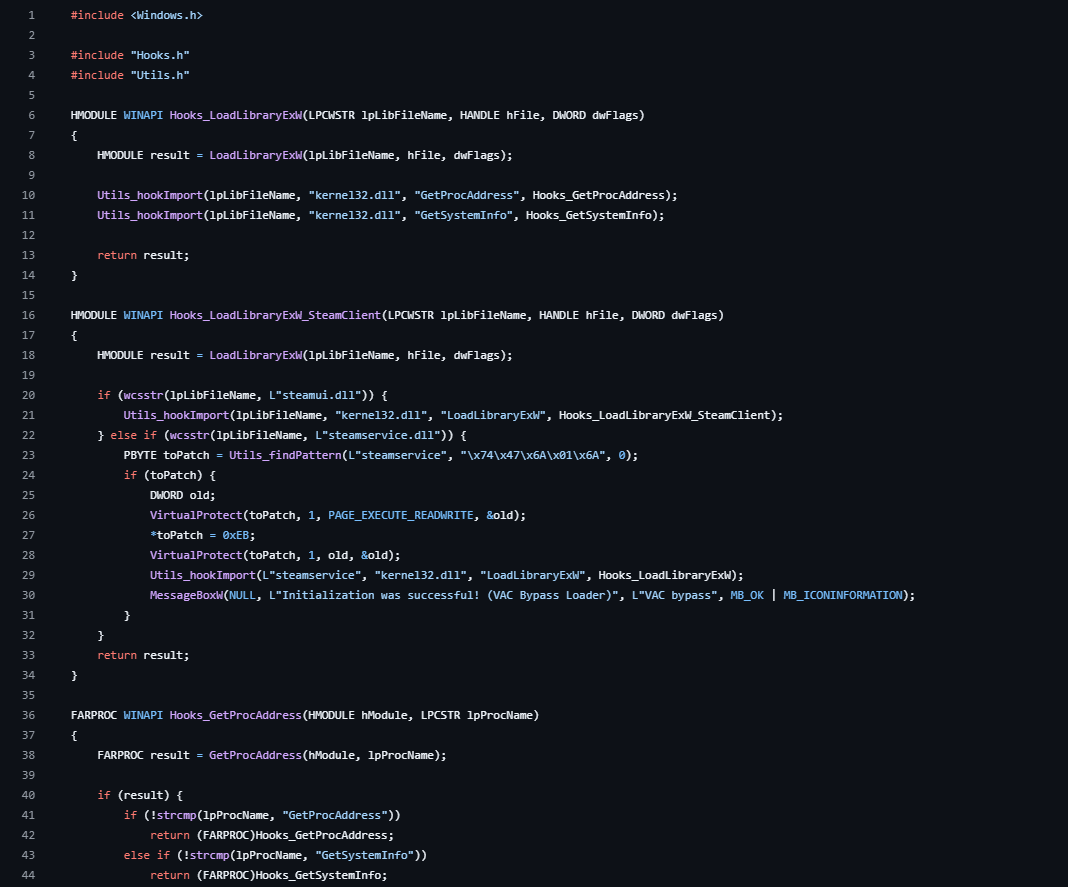 1 #include <Windows.h>
2
3 #include "Hooks.h"
4 #include "Utils.h"
5
6 HMODULE WINAPI Hooks_LoadLibraryExW(LPCWSTR lpLibFileName, HANDLE hFile, DWORD dwFlags)
7 {
8     HMODULE result = LoadLibraryExW(lpLibFileName, hFile, dwFlags);
9
10     Utils_hookImport(lpLibFileName, "kernel32.dll", "GetProcAddress", Hooks_GetProcAddress);
11     Utils_hookImport(lpLibFileName, "kernel32.dll", "GetSystemInfo", Hooks_GetSystemInfo);
12
13     return result;
14 }
15
16 HMODULE WINAPI Hooks_LoadLibraryExW_SteamClient(LPCWSTR lpLibFileName, HANDLE hFile, DWORD dwFlags)
17 {
18     HMODULE result = LoadLibraryExW(lpLibFileName, hFile, dwFlags);
19
20     if (wcsstr(lpLibFileName, L"steamui.dll")) {
21         Utils_hookImport(lpLibFileName, "kernel32.dll", "LoadLibraryExW", Hooks_LoadLibraryExW_SteamClient);
22     } else if (wcsstr(lpLibFileName, L"steamservice.dll")) {
23         PBYTE toPatch = Utils_findPattern(L"steamservice", "\x74\x47\x6A\x01\x6A", 0);
24         if (toPatch) {
25             DWORD old;
26             VirtualProtect(toPatch, 1, PAGE_EXECUTE_READWRITE, &old);
27             *toPatch = 0xEB;
28             VirtualProtect(toPatch, 1, old, &old);
29             Utils_hookImport(L"steamservice", "kernel32.dll", "LoadLibraryExW", Hooks_LoadLibraryExW);
30             MessageBoxW(NULL, L"Initialization was successful! (VAC Bypass Loader)", L"VAC bypass", MB_OK | MB_ICONINFORMATION);
31         }
32     }
33     return result;
34 }
35
36 FARPROC WINAPI Hooks_GetProcAddress(HMODULE hModule, LPCSTR lpProcName)
37 {
38     FARPROC result = GetProcAddress(hModule, lpProcName);
39
40     if (result) {
41         if (!strcmp(lpProcName, "GetProcAddress"))
42             return (FARPROC)Hooks_GetProcAddress;
43         else if (!strcmp(lpProcName, "GetSystemInfo"))
44             return (FARPROC)Hooks_GetSystemInfo;